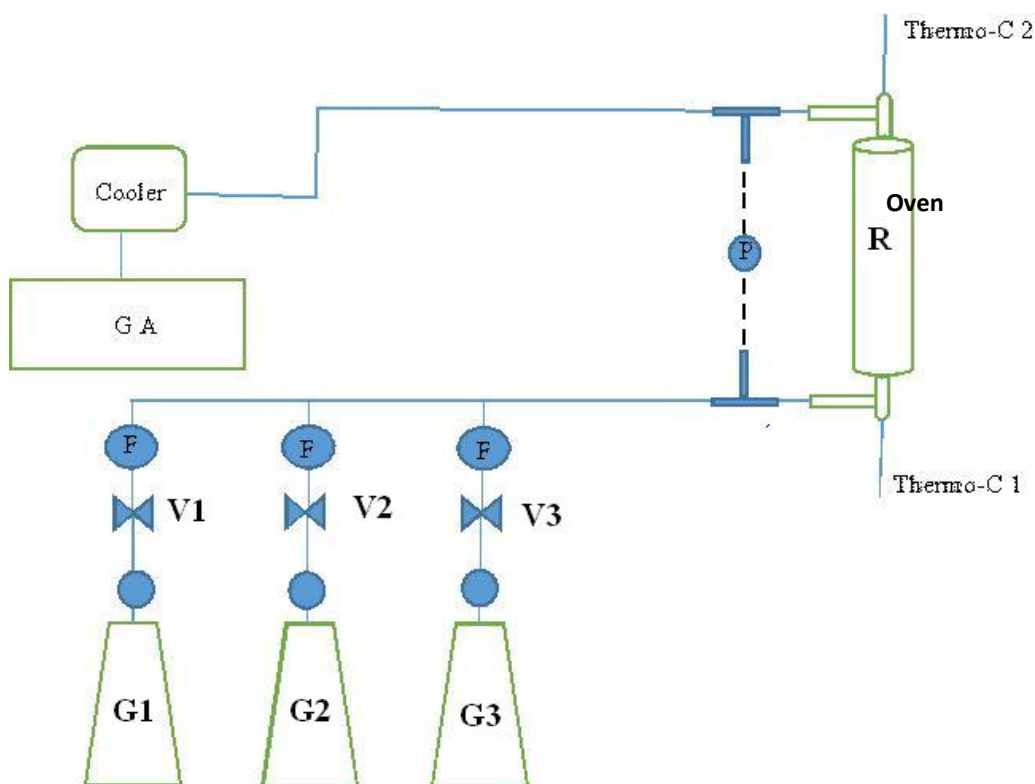 Thermo-C 2
Cooler
Oven
R
P
G A
F
F
F
Thermo-C 1
V1
V2
V3
G1
G2
G3